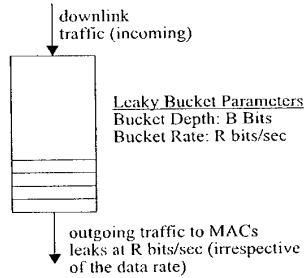 downlink
traffic (incoming)
Leaky Bucket Parameters
Bucket Depth: B Bits
Bucket Rate: R bits/sec
outgoing traffic to MACs
leaks at R bits/sec (irrespective
of the data rate)